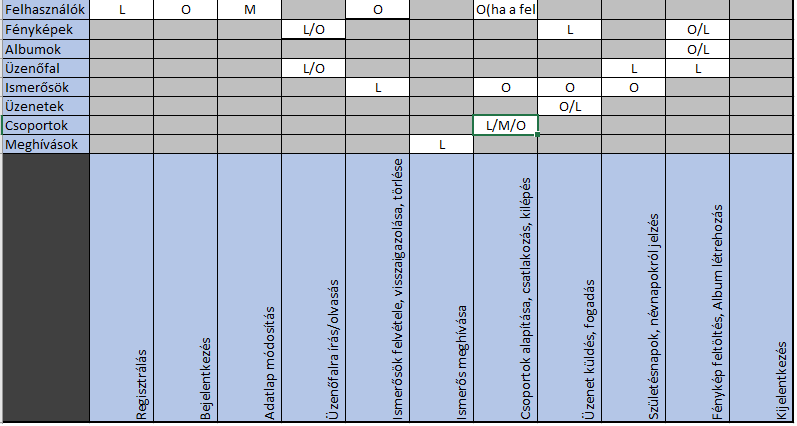 Felhasználók L O M O O(ha a fel
Fényképek L/O L O/L
Albumok O/L
Üzenőfal L/O L L
Ismerősök L O O O
Üzenetek O/L
Csoportok L/M/O
Meghívások L
Regisztrálás
Bejelentkezés
Adatlap módosítás
Üzenőfalra írás/olvasás
Ismerősök felvétele, visszaigazolása, törlése
Ismerős meghívása
Csoportok alapítása, csatlakozás, kilépés
Üzenet küldés, fogadás
Születésnapok, névnapokról jelzés
Fénykép feltöltés, Album létrehozás
Kijelentkezés